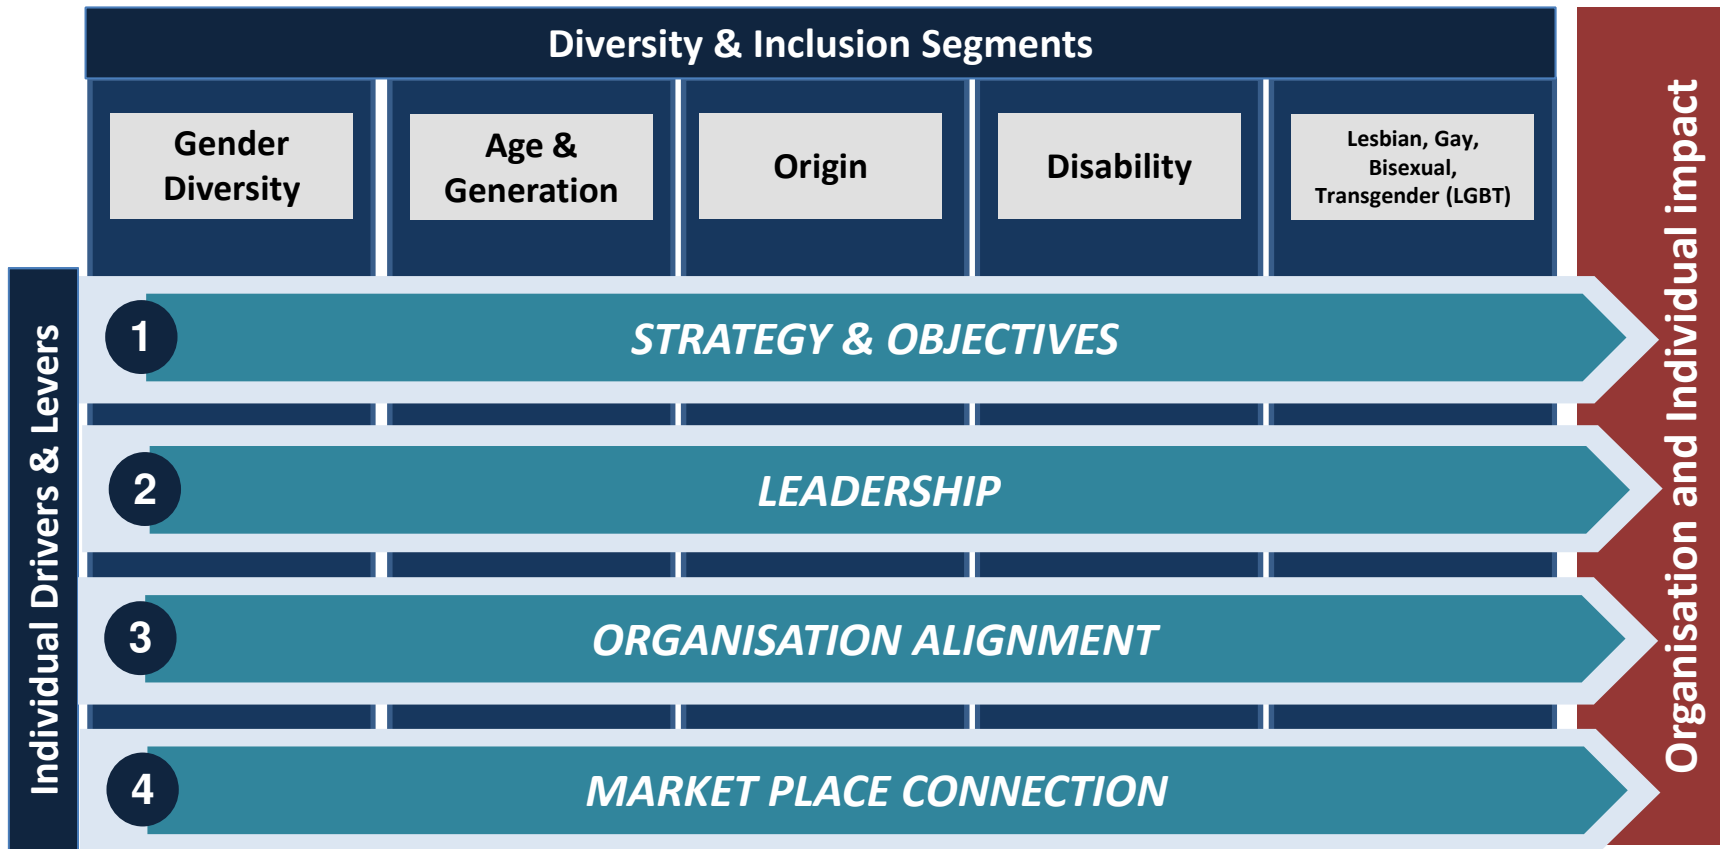 Diversity & Inclusion Segments
Gender
Diversity
Age &
Generation
Origin
Disability
Lesbian, Gay,
Bisexual,
Transgender (LGBT)
Individual Drivers & Levers
1
STRATEGY & OBJECTIVES
2
LEADERSHIP
3
ORGANISATION ALIGNMENT
4
MARKET PLACE CONNECTION
Organisation and Individual impact